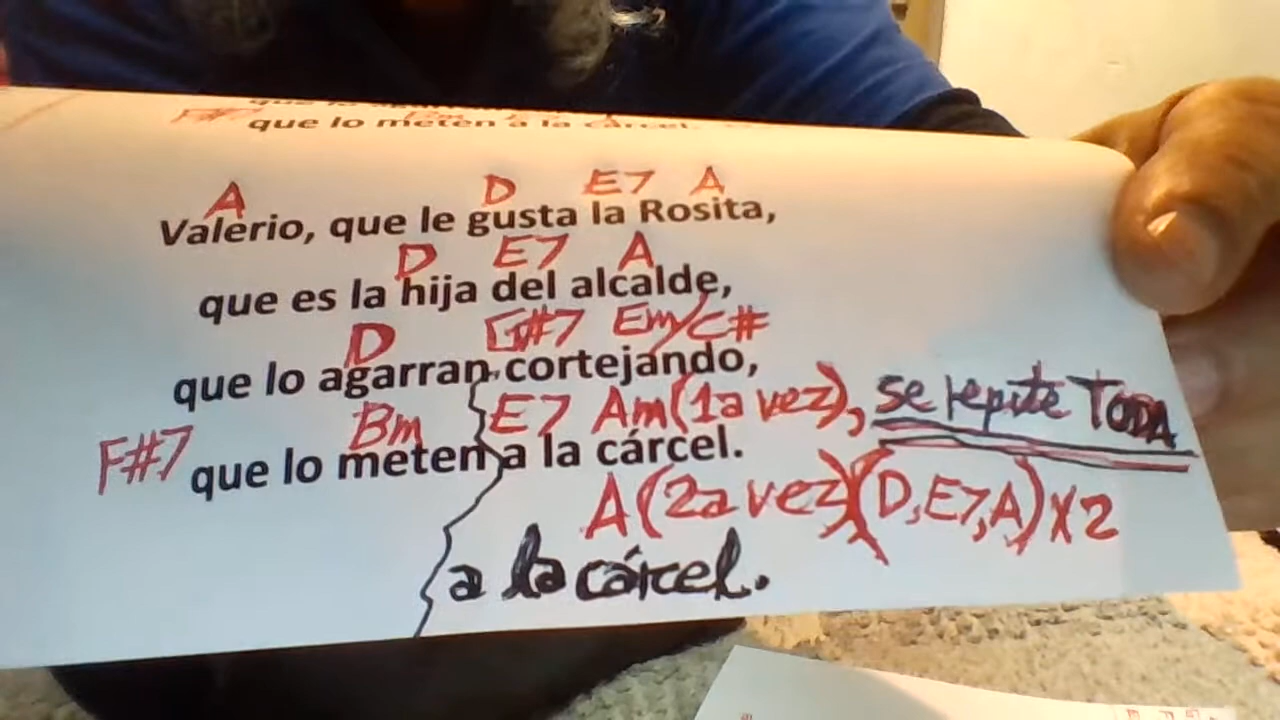 que lo meten a la cárcel.
A D E7 A
Valerio, que le gusta la Rosita,
D E7 A
que es la hija del alcalde,
D G#7 Em/C#
que lo agarran cortejando,
Bm E7 Am(1a vez), se repite TODA
F#7 que lo meten a la cárcel.
A(2a vez)(D,E7,A)x2
a la cárcel.